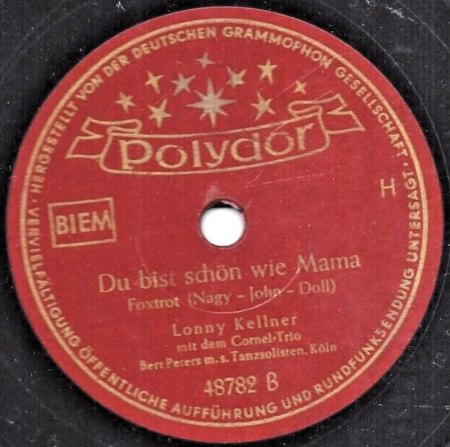 HERGESTELLT VON DER DEUTSCHEN GRAMMOPHON GESELLSCHAFT ·
VERVIELFÄLTIGUNG ÖFFENTLICHE AUFFÜHRUNG UND RUNDFUNKSENDUNG UNTERSAGT ·
Polydor
BIEM
H
Du bist schön wie Mama
Foxtrot (Nagy - John - Doll)
Lonny Kellner
mit dem Cornel-Trio
Bert Peters m. s. Tanzsolisten, Köln
48782 B